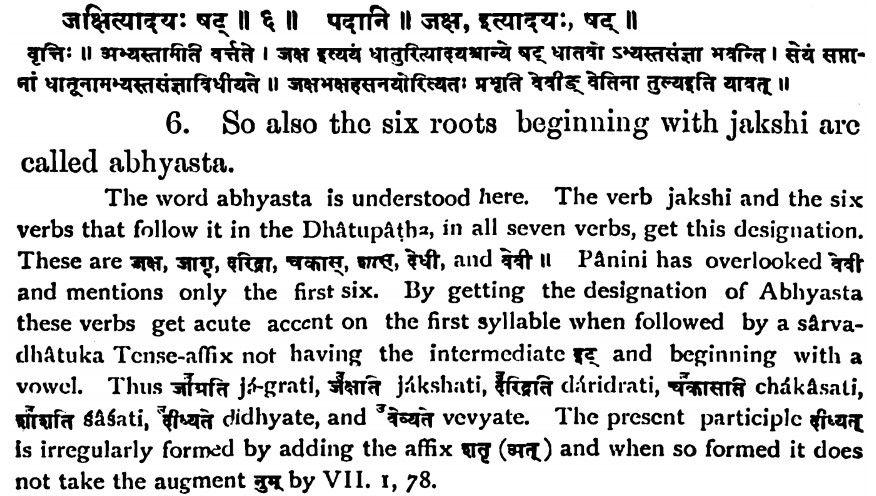 जक्षित्यादयः षट् ॥ ६ ॥ पदानि ॥ जक्ष, इत्यादयः, षट् ॥
वृत्तिः ॥ अभ्यस्तामिति वर्त्तते । जक्ष इत्ययं धातुरित्यादयश्चान्ये षट् धातवो ऽभ्यस्तसंज्ञा भवन्ति । सेयं सप्ता-
नां धातूनामभ्यस्तसंज्ञाविधीयते ॥ जक्षभक्षहसनयोरित्यतः प्रभृति वेवीङ् वेतिना तुल्यइति यावत् ॥
6. So also the six roots beginning with jakshi are
called abhyasta.
The word abhyasta is understood here. The verb jakshi and the six
verbs that follow it in the Dhâtupâṭha, in all seven verbs, get this designation.
These are जक्ष, जागृ, दरिद्रा, चकास्, शास्, देधी, and वेवी ॥ Pânini has overlooked वेवी
and mentions only the first six. By getting the designation of Abhyasta
these verbs get acute accent on the first syllable when followed by a sârva-
dhâtuka Tense-affix not having the intermediate इट् and beginning with a
vowel. Thus जाँग्रति já-grati, जँक्षति jákshati, दँरिद्रति dáridrati, चँकासति chákâsati,
शाँशति śâśati, दीध्यते didhyate, and वेव्यते vevyate. The present participle दीध्यत्
is irregularly formed by adding the affix शतृ (अत्) and when so formed it does
not take the augment नुम् by VII. 1, 78.